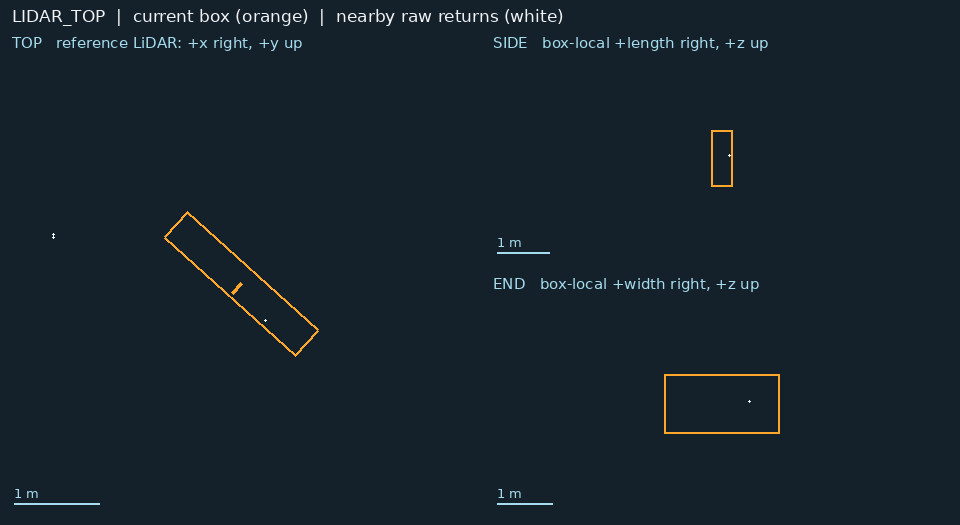 LIDAR_TOP | current box (orange) | nearby raw returns (white)
TOP reference LiDAR: +x right, +y up
SIDE box-local +length right, +z up
1 m
END box-local +width right, +z up
1 m
1 m